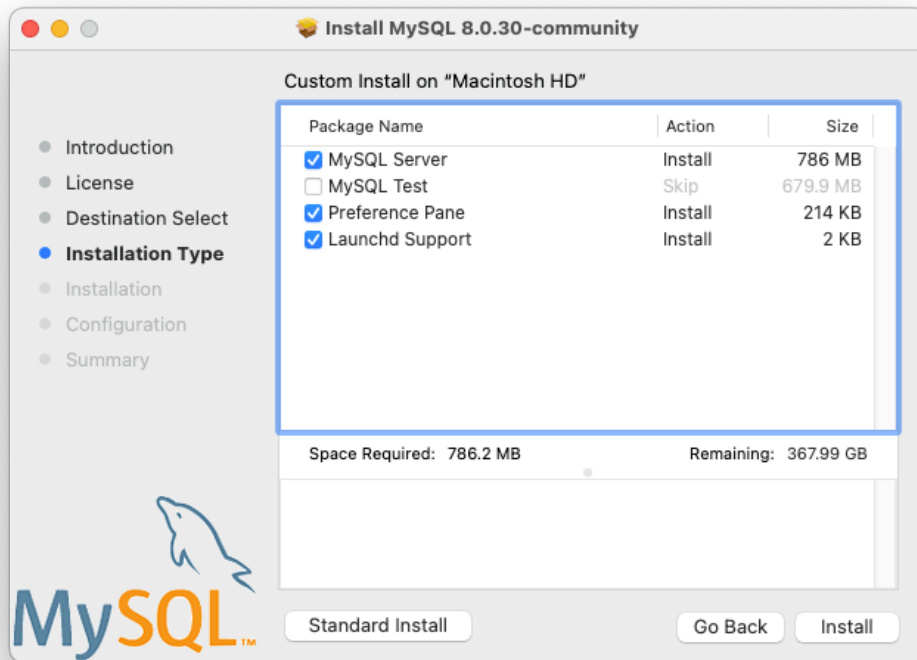 Install MySQL 8.0.30-community
Custom Install on “Macintosh HD”
Introduction
License
Destination Select
Installation Type
Installation
Configuration
Summary
Package Name Action Size
MySQL Server Install 786 MB
MySQL Test Skip 679.9 MB
Preference Pane Install 214 KB
Launchd Support Install 2 KB
Space Required: 786.2 MB Remaining: 367.99 GB
MySQL™
Standard Install Go Back Install